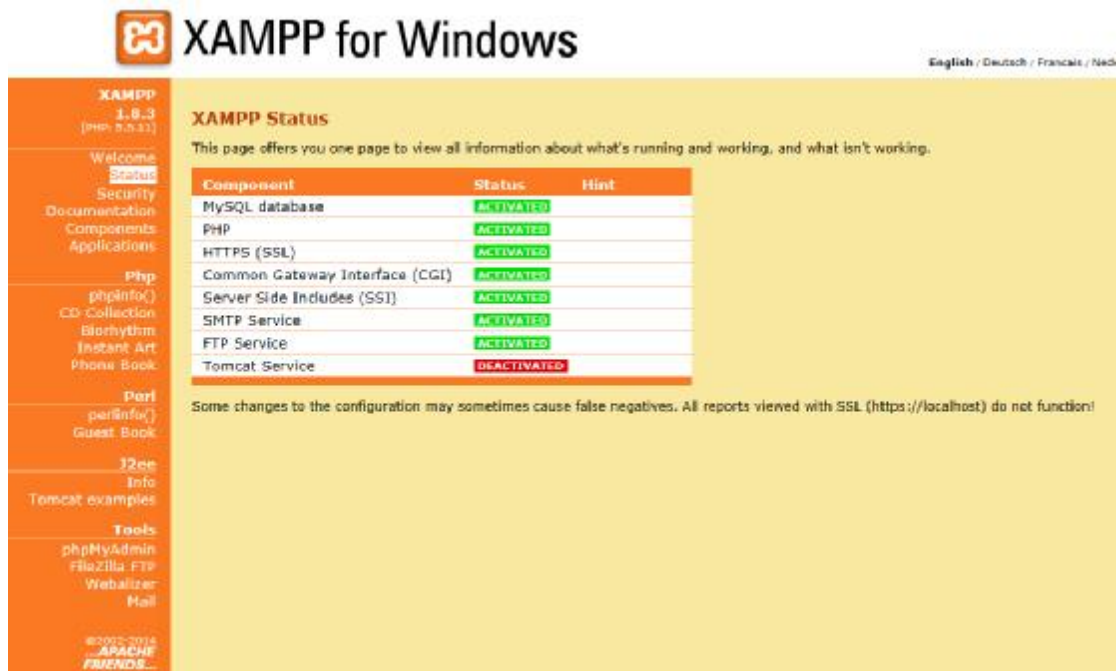 XAMPP for Windows
English / Deutsch / Francais / Ned
XAMPP
1.8.3
[PHP: 5.5.11]
Welcome
Status
Security
Documentation
Components
Applications
Php
phpinfo()
CD Collection
Biorhythm
Instant Art
Phone Book
Perl
perlinfo()
Guest Book
J2ee
Info
Tomcat examples
Tools
phpMyAdmin
FileZilla FTP
Webalizer
Mail
©2002-2014
...APACHE
FRIENDS...
XAMPP Status
This page offers you one page to view all information about what's running and working, and what isn't working.
Component Status Hint
MySQL database ACTIVATED
PHP ACTIVATED
HTTPS (SSL) ACTIVATED
Common Gateway Interface (CGI) ACTIVATED
Server Side Includes (SSI) ACTIVATED
SMTP Service ACTIVATED
FTP Service ACTIVATED
Tomcat Service DEACTIVATED
Some changes to the configuration may sometimes cause false negatives. All reports viewed with SSL (https://localhost) do not function!